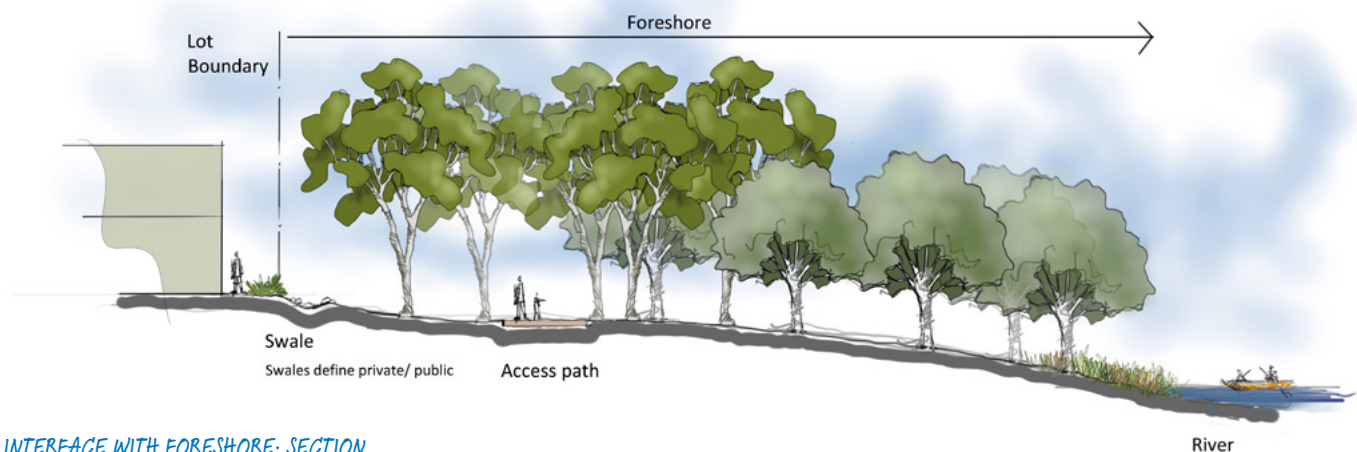 Foreshore
Lot
Boundary
Swale
Swales define private/ public
Access path
River
INTERFACE WITH FORESHORE: SECTION